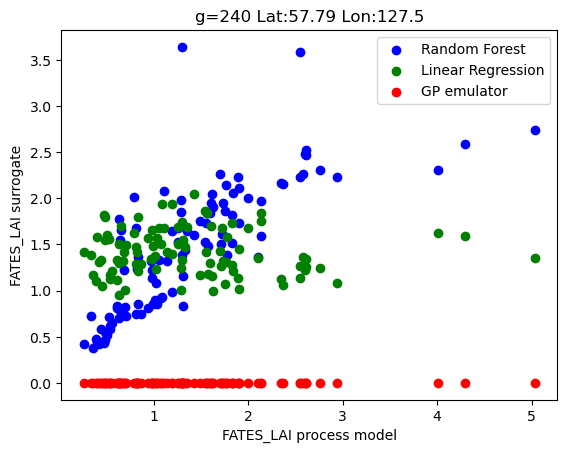 g=240 Lat:57.79 Lon:127.5
Random Forest
Linear Regression
GP emulator
FATES_LAI surrogate
3.5
3.0
2.5
2.0
1.5
1.0
0.5
0.0
1
2
3
4
5
FATES_LAI process model